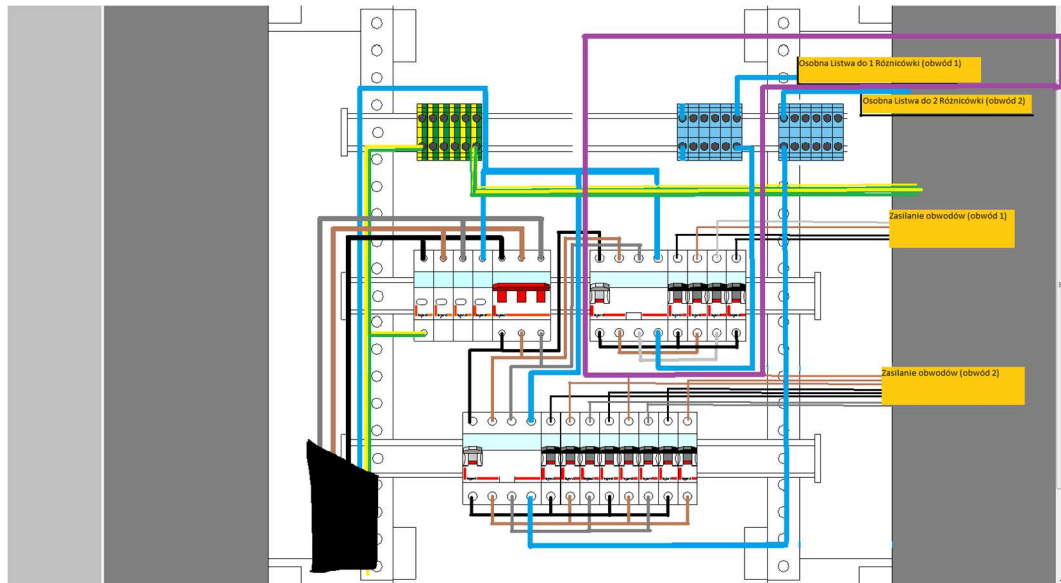 Osobna Listwa do 1 Róznicówki (obwód 1)
Osobna Listwa do 2 Różnicówki (obwód 2)
Zasilanie obwodów (obwód 1)
Zasilanie obwodów (obwód 2)